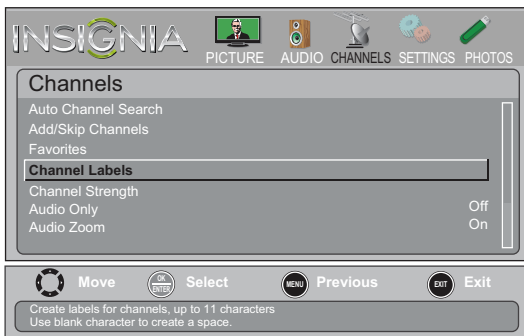 INSIGNIA
PICTURE AUDIO CHANNELS SETTINGS PHOTOS
Channels
Auto Channel Search
Add/Skip Channels
Favorites
Channel Labels
Channel Strength
Audio Only Off
Audio Zoom On
Move OK ENTER Select MENU Previous EXIT Exit
Create labels for channels, up to 11 characters
Use blank character to create a space.